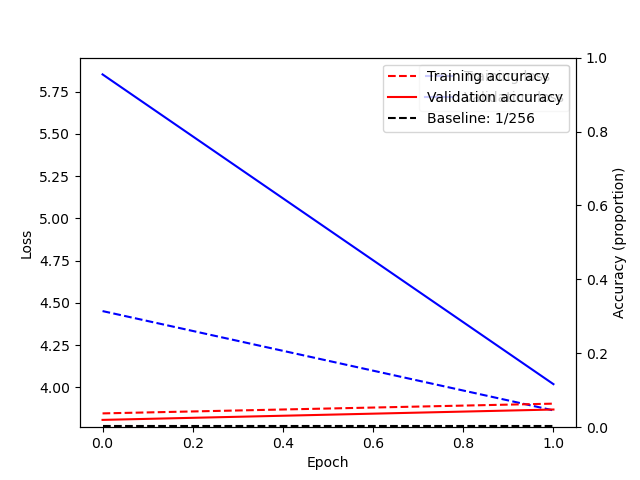 Training accuracy
Validation accuracy
Baseline: 1/256
5.75
5.50
5.25
5.00
4.75
4.50
4.25
4.00
Loss
1.0
0.8
0.6
0.4
0.2
0.0
Accuracy (proportion)
0.0 0.2 0.4 0.6 0.8 1.0
Epoch